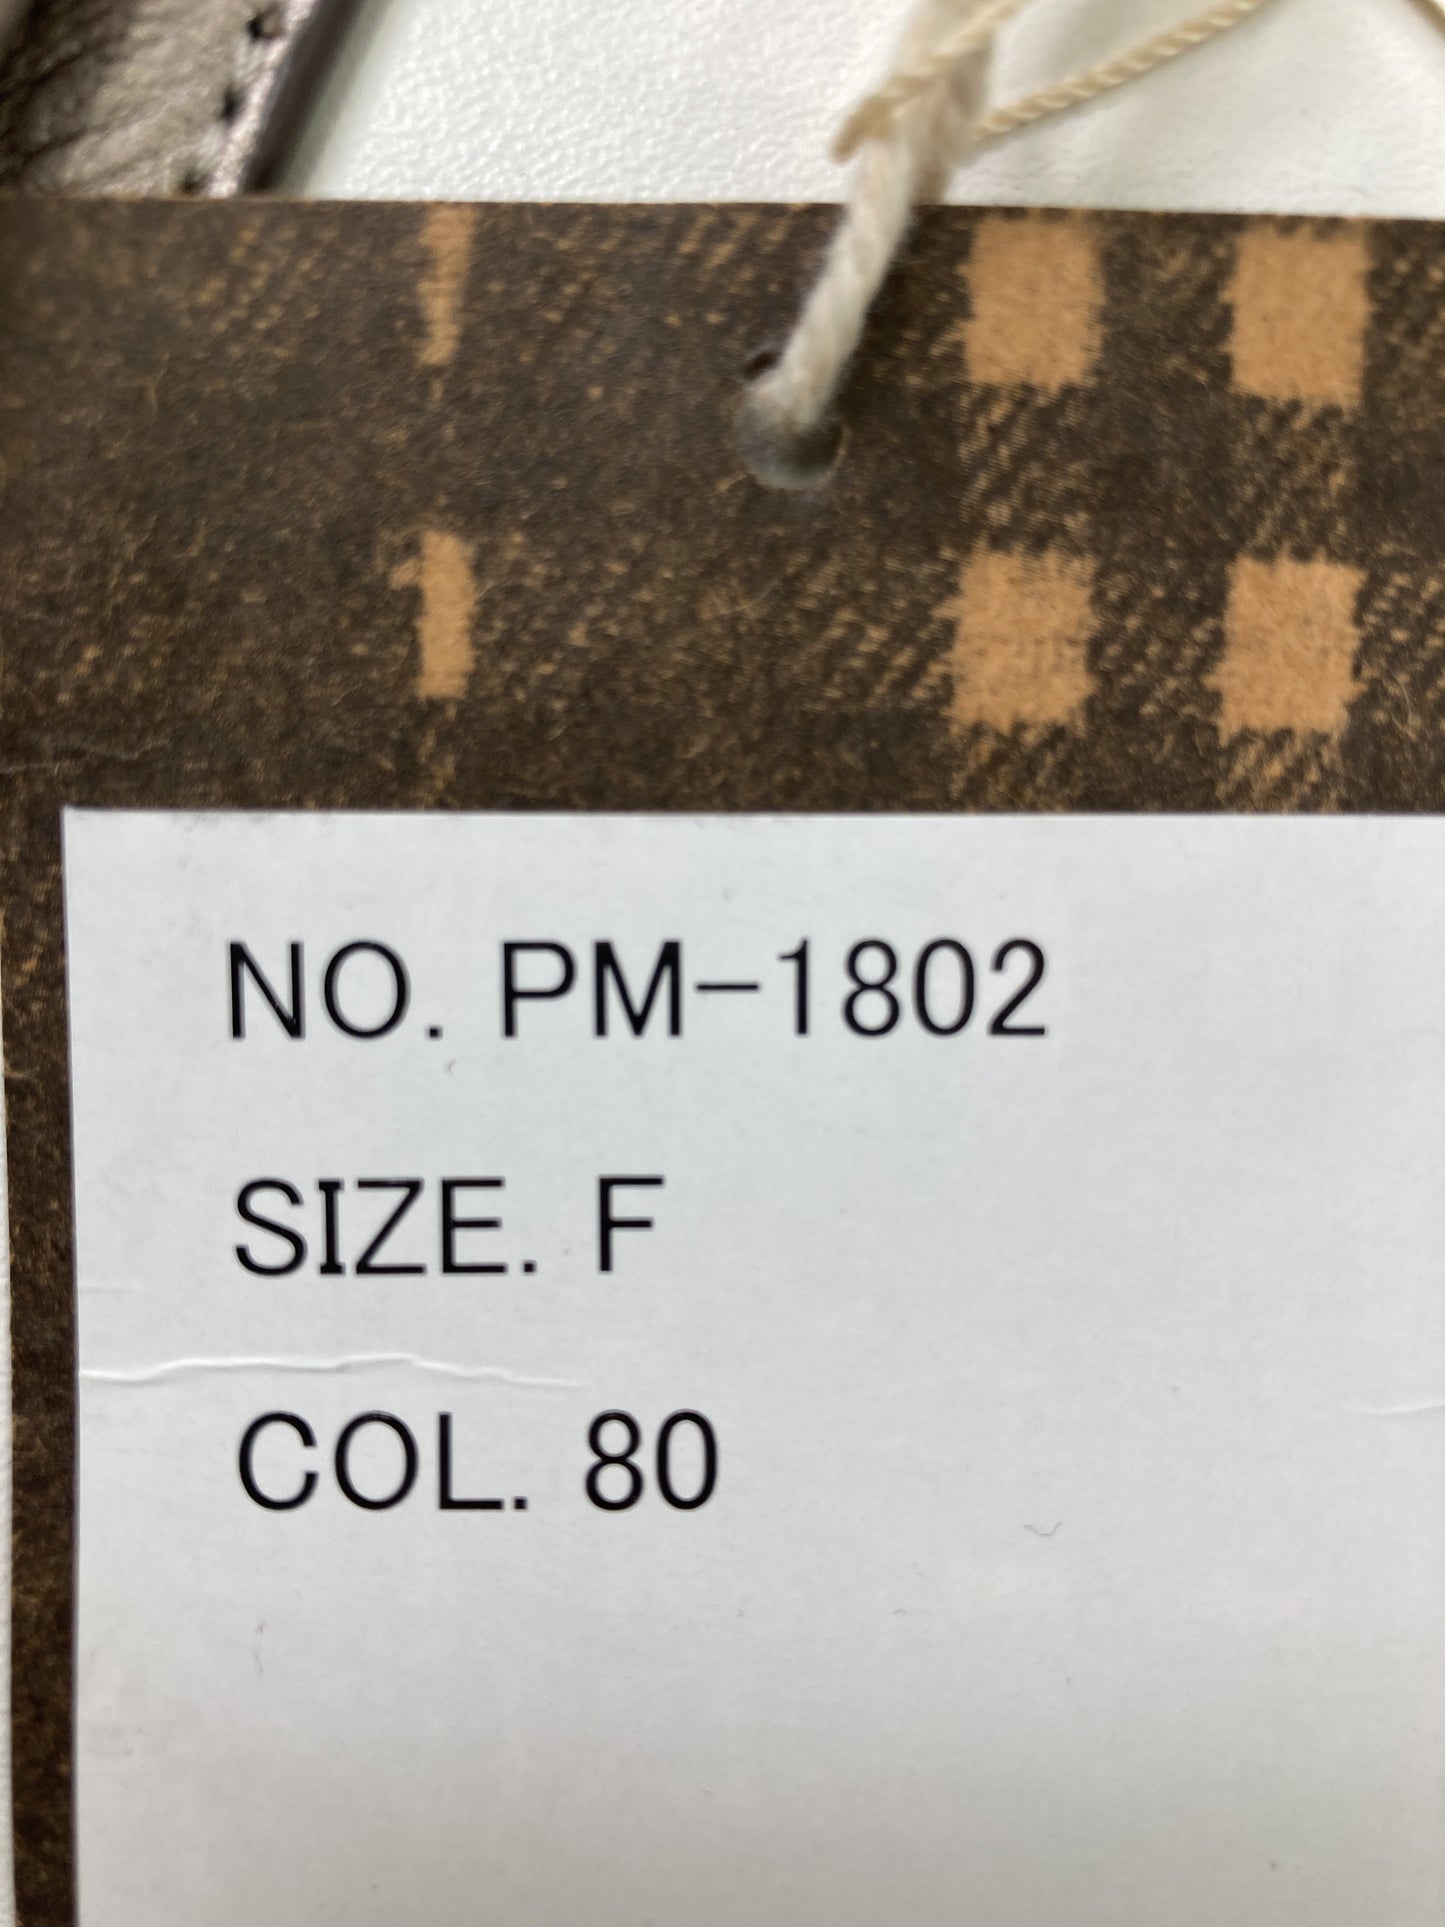 NO. PM-1802
SIZE. F
COL. 80